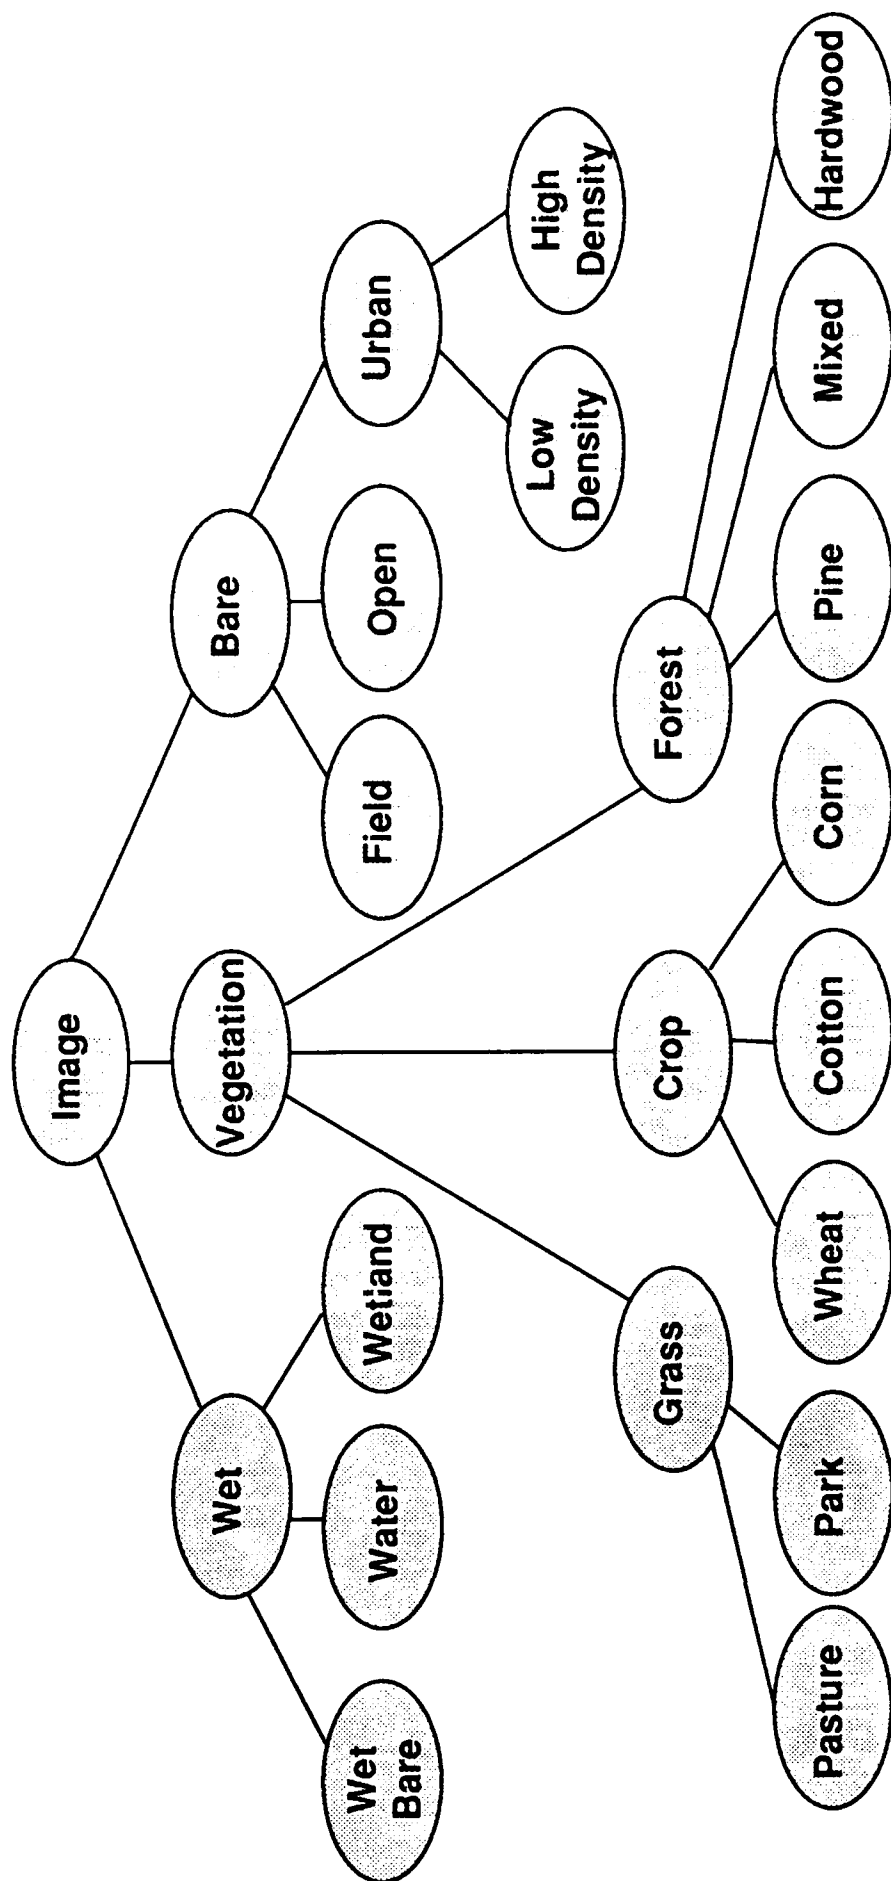 Image
Wet
Vegetation
Bare
Wet
Bare
Water
Wetland
Field
Open
Urban
Low
Density
High
Density
Grass
Crop
Forest
Pasture
Park
Wheat
Cotton
Corn
Pine
Mixed
Hardwood